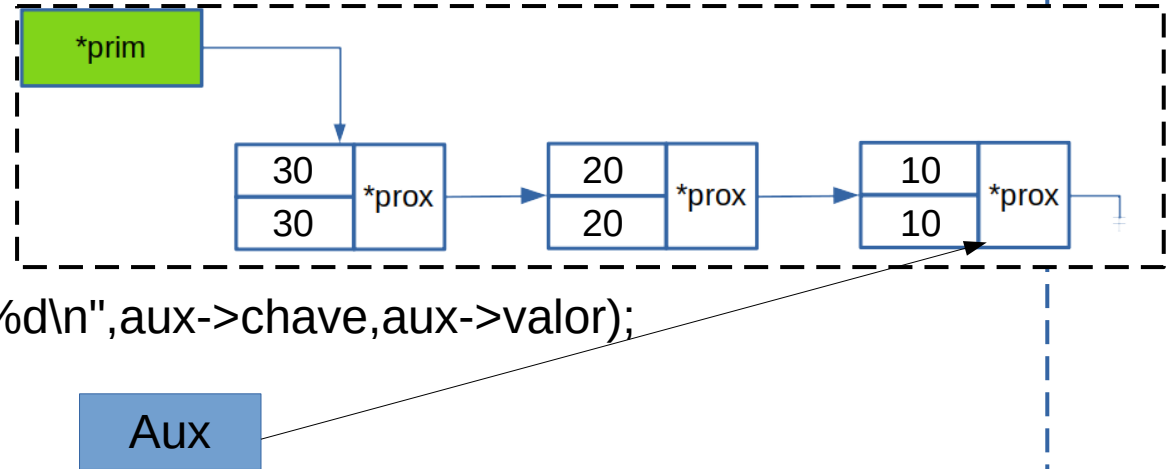 *prim
30 20 10
*prox *prox *prox
30 20 10
%d\n",aux->chave,aux->valor);
Aux